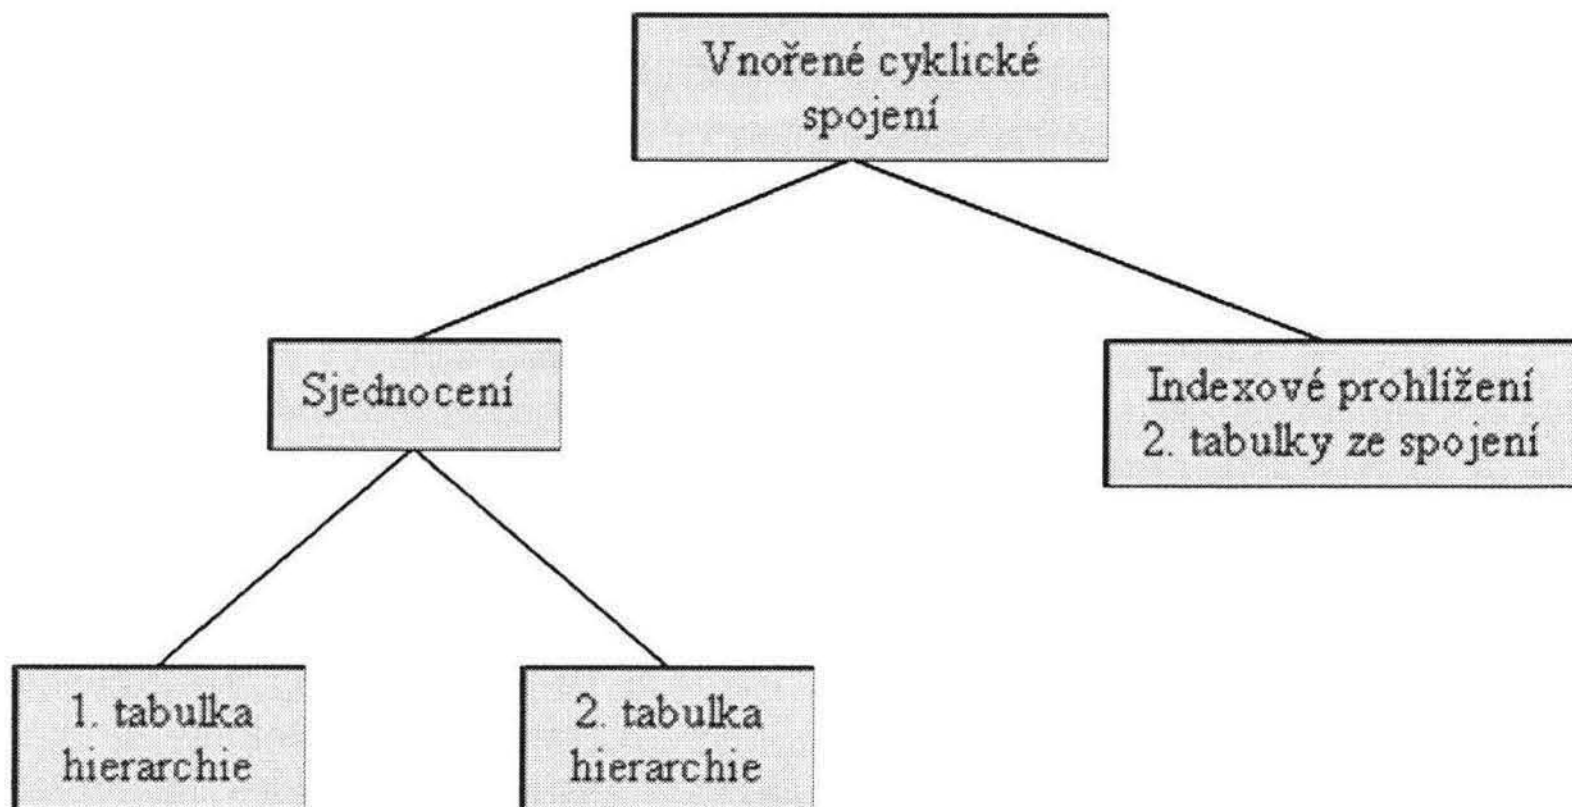 Vnořené cyklické
spojení
Sjednocení
Indexové prohlížení
2. tabulky ze spojení
1. tabulka
hierarchie
2. tabulka
hierarchie